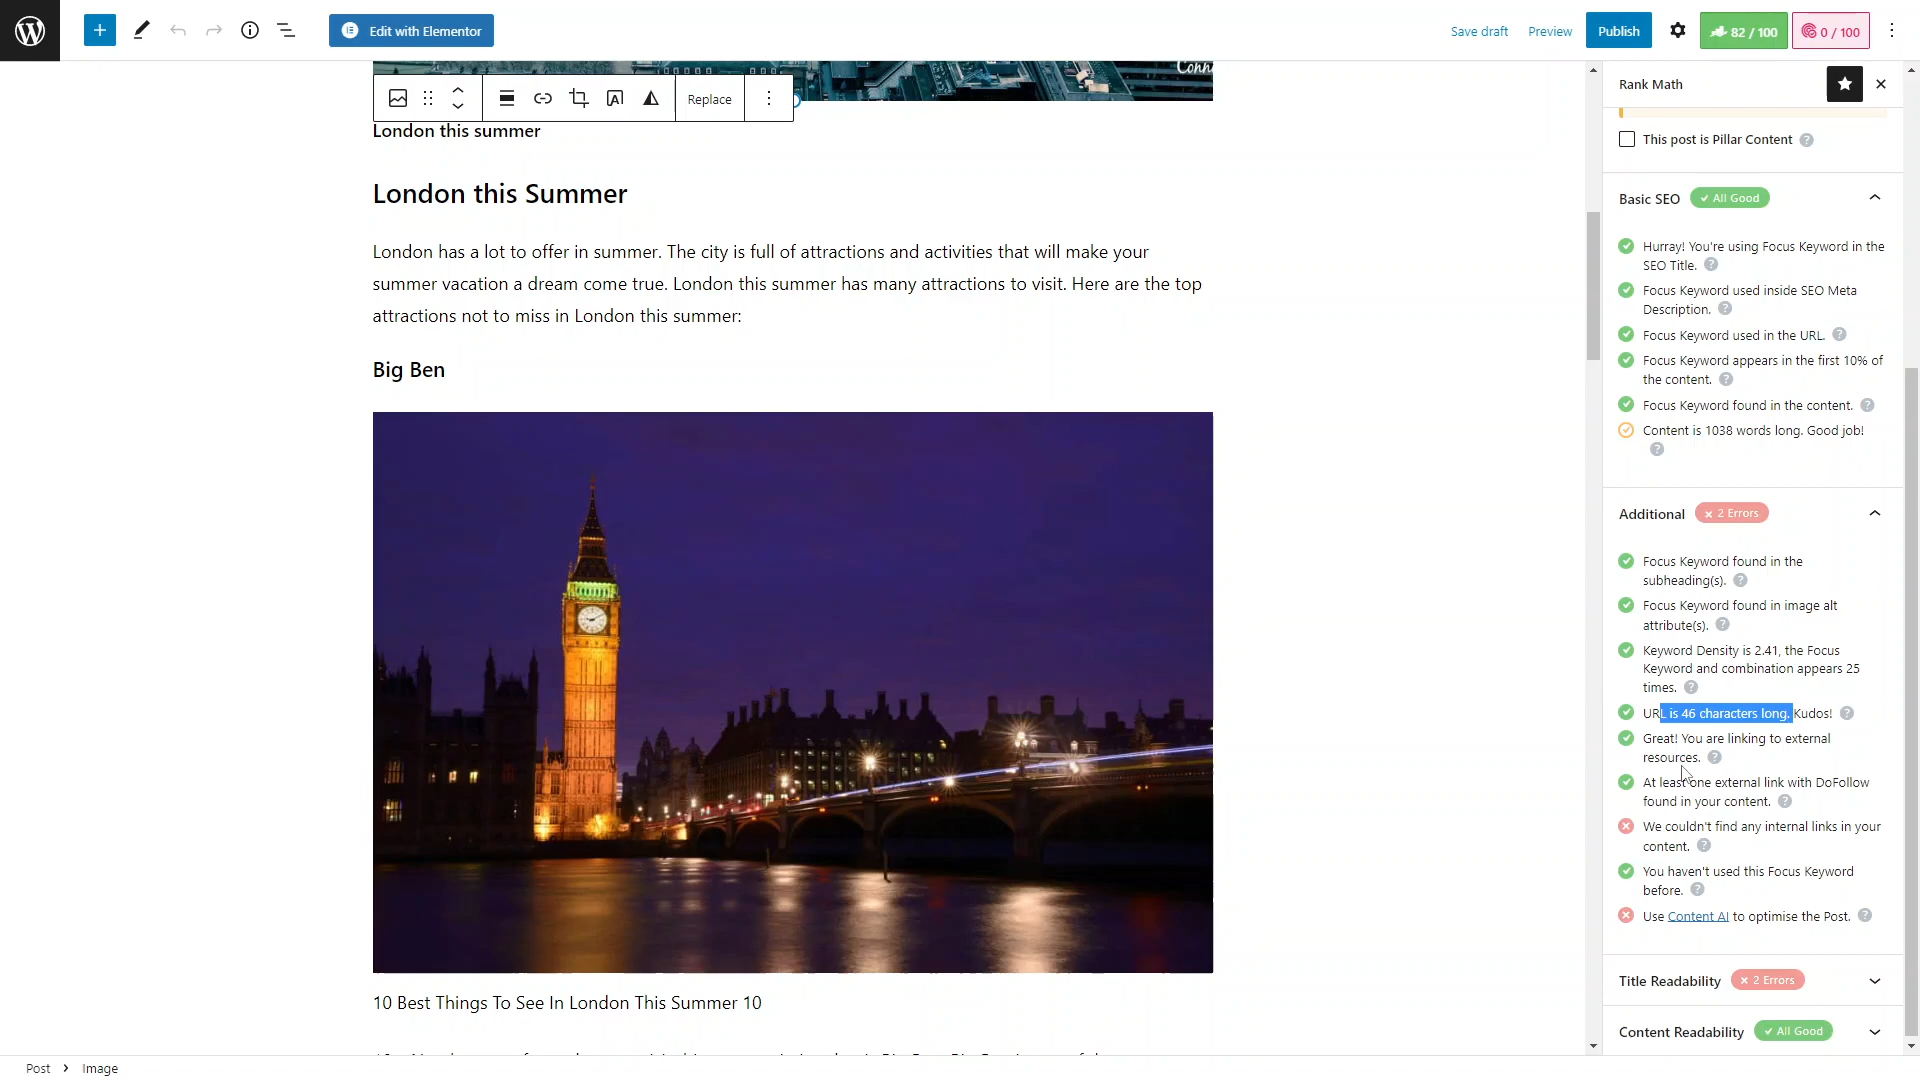 Edit with Elementor
Save draft
Preview
Publish
82 / 100
0 / 100
Replace
London this summer
London this Summer
London has a lot to offer in summer. The city is full of attractions and activities that will make your
summer vacation a dream come true. London this summer has many attractions to visit. Here are the top
attractions not to miss in London this summer:
Big Ben
10 Best Things To See In London This Summer 10
Rank Math
This post is Pillar Content
Basic SEO
All Good
Hurray! You're using Focus Keyword in the
SEO Title.
Focus Keyword used inside SEO Meta
Description.
Focus Keyword used in the URL.
Focus Keyword appears in the first 10% of
the content.
Focus Keyword found in the content.
Content is 1038 words long. Good job!
Additional
2 Errors
Focus Keyword found in the
subheading(s).
Focus Keyword found in image alt
attribute(s).
Keyword Density is 2.41, the Focus
Keyword and combination appears 25
times.
URL is 46 characters long. Kudos!
Great! You are linking to external
resources.
At least one external link with DoFollow
found in your content.
We couldn't find any internal links in your
content.
You haven't used this Focus Keyword
before.
Use Content AI to optimise the Post.
Title Readability
2 Errors
Content Readability
All Good
Post
Image